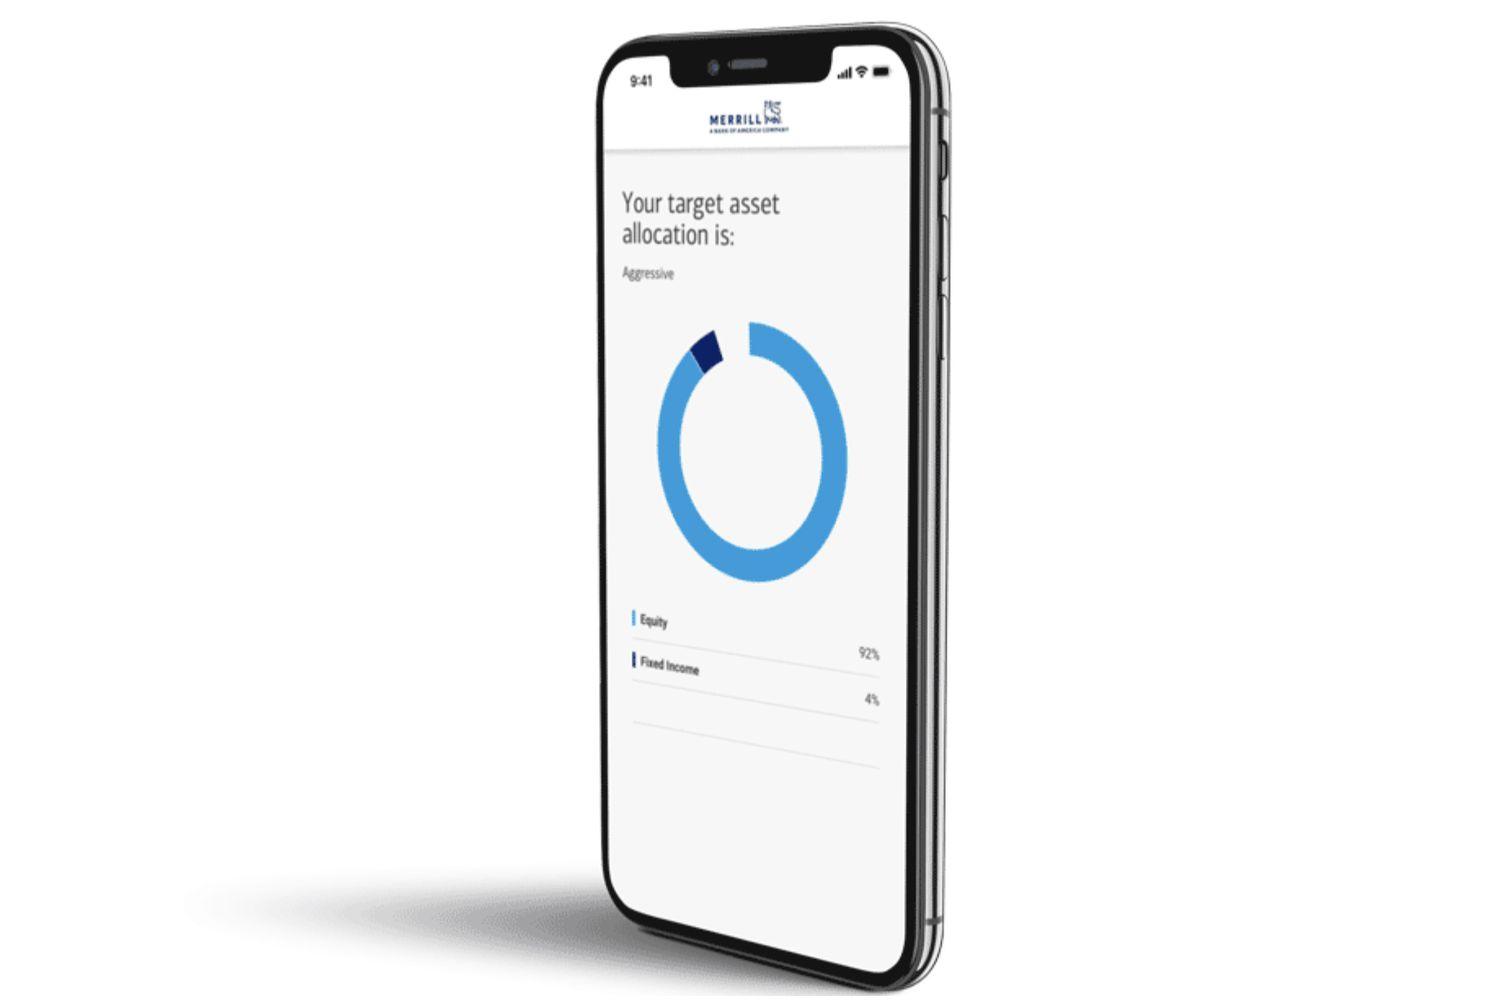 9:41
MERRILL
A BANK OF AMERICA COMPANY
Your target asset
allocation is:
Aggressive
Equity
92%
Fixed Income
4%